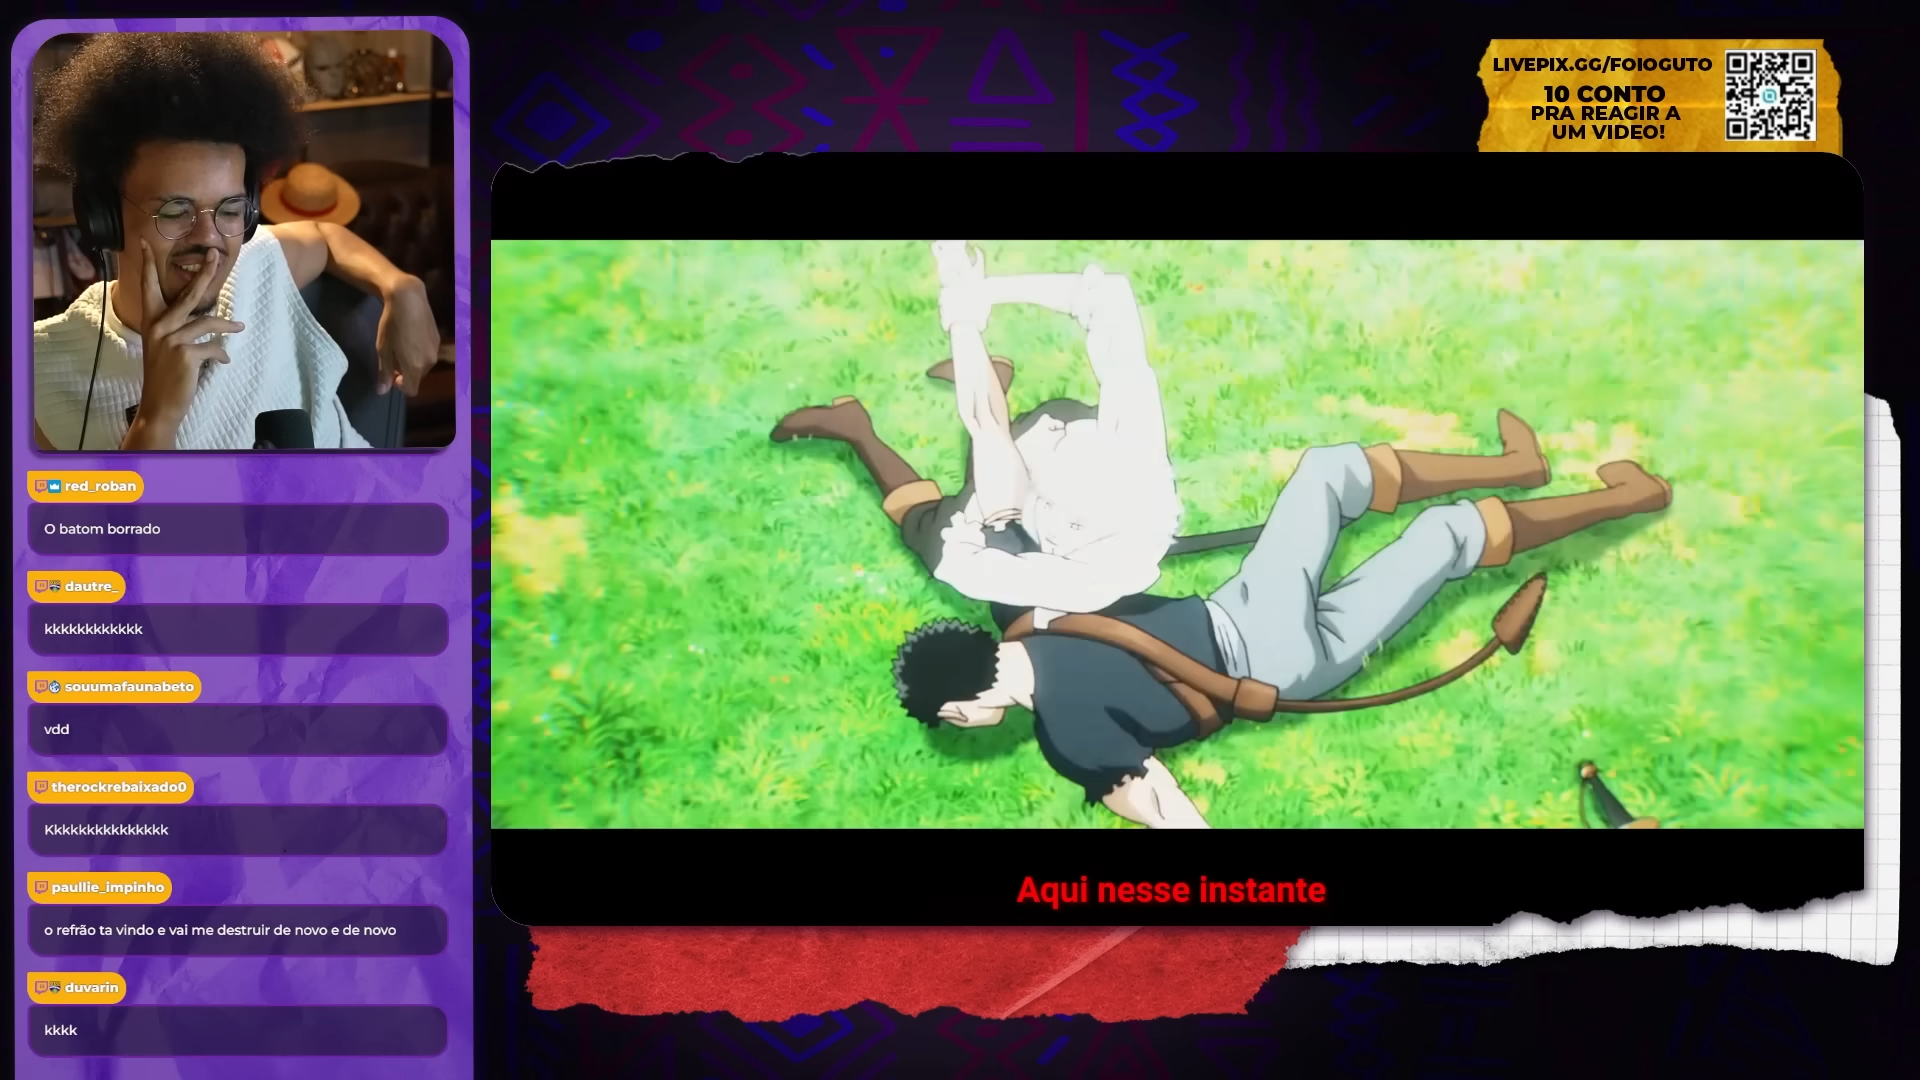 LIVEPIX.GG/FOIOGUTO
10 CONTO
PRA REAGIR A
UM VIDEO!
red_roban
O batom borrado
dautre_
kkkkkkkkkkkk
souumafaunabeto
vdd
therockrebaixado0
Kkkkkkkkkkkkkkk
paullie_impinho
o refrão ta vindo e vai me destruir de novo e de novo
duvarin
kkkk
Aqui nesse instante